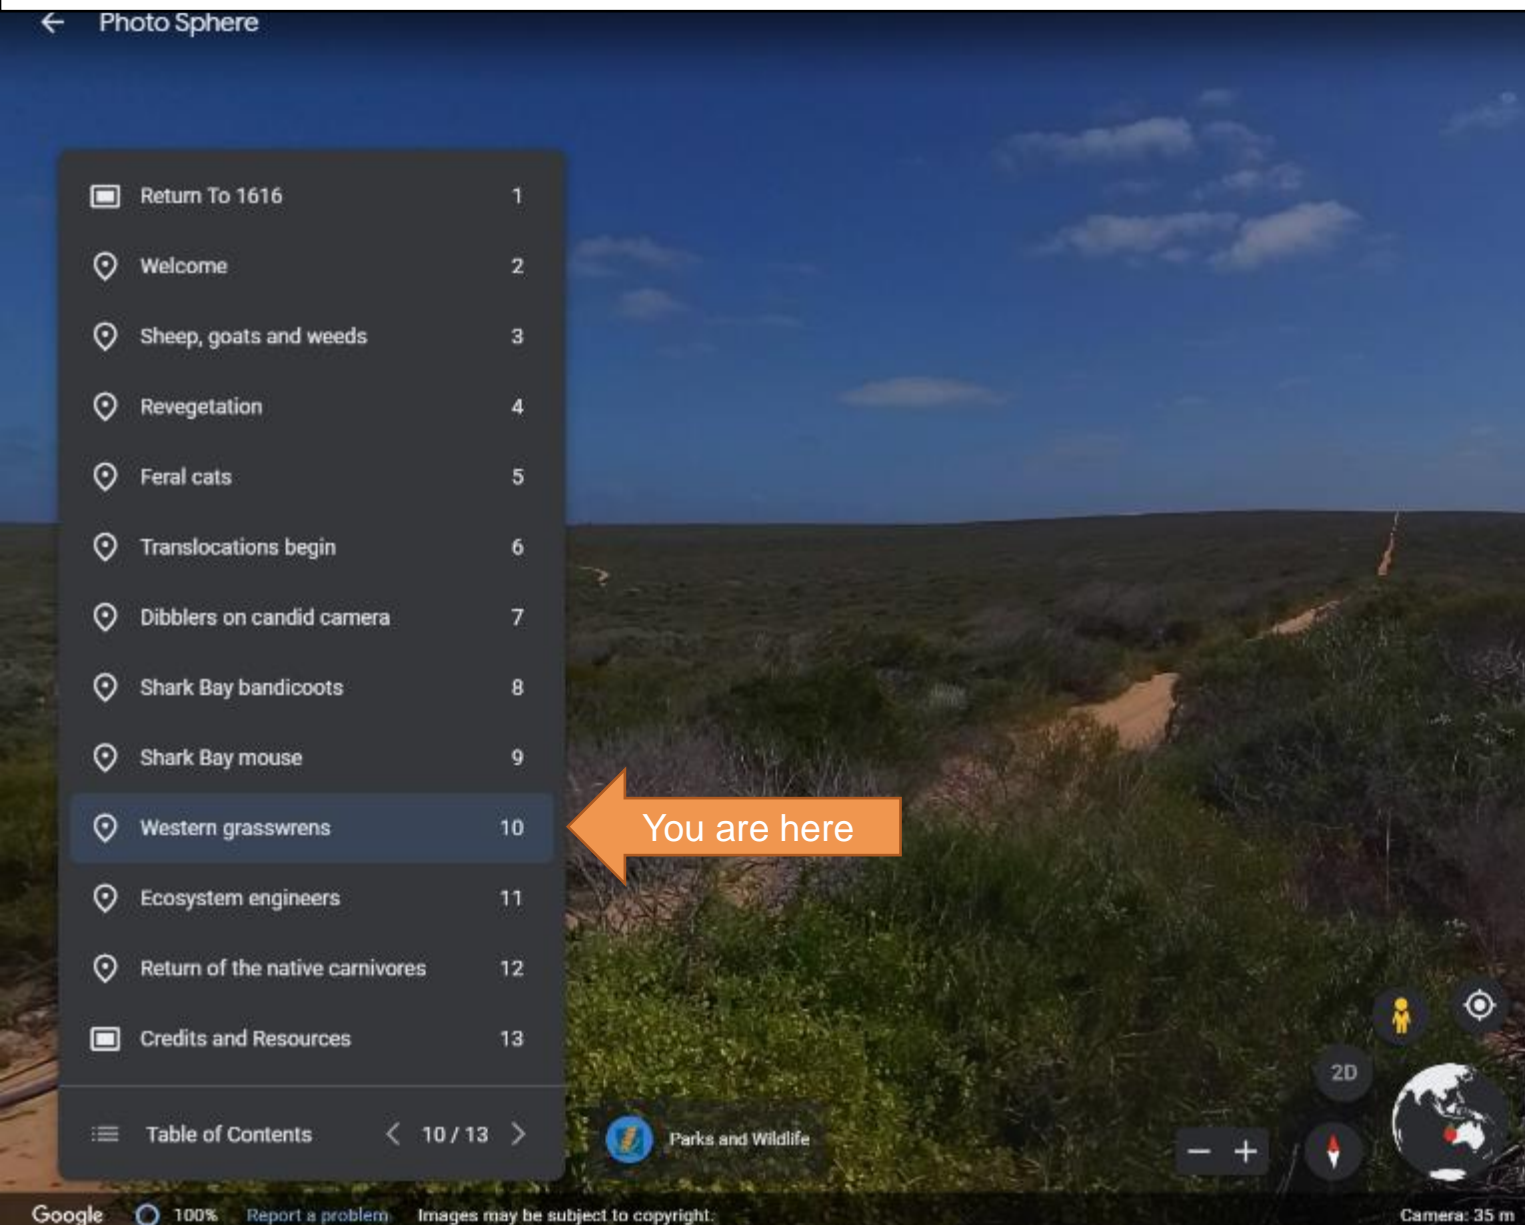 Photo Sphere
Return To 1616 1
Welcome 2
Sheep, goats and weeds 3
Revegetation 4
Feral cats 5
Translocations begin 6
Dibblers on candid camera 7
Shark Bay bandicoots 8
Shark Bay mouse 9
Western grasswrens 10
You are here
Ecosystem engineers 11
Return of the native carnivores 12
Credits and Resources 13
2D
Table of Contents 10 / 13
Parks and Wildlife
Google 100% Report a problem Images may be subject to copyright. Camera: 35 m